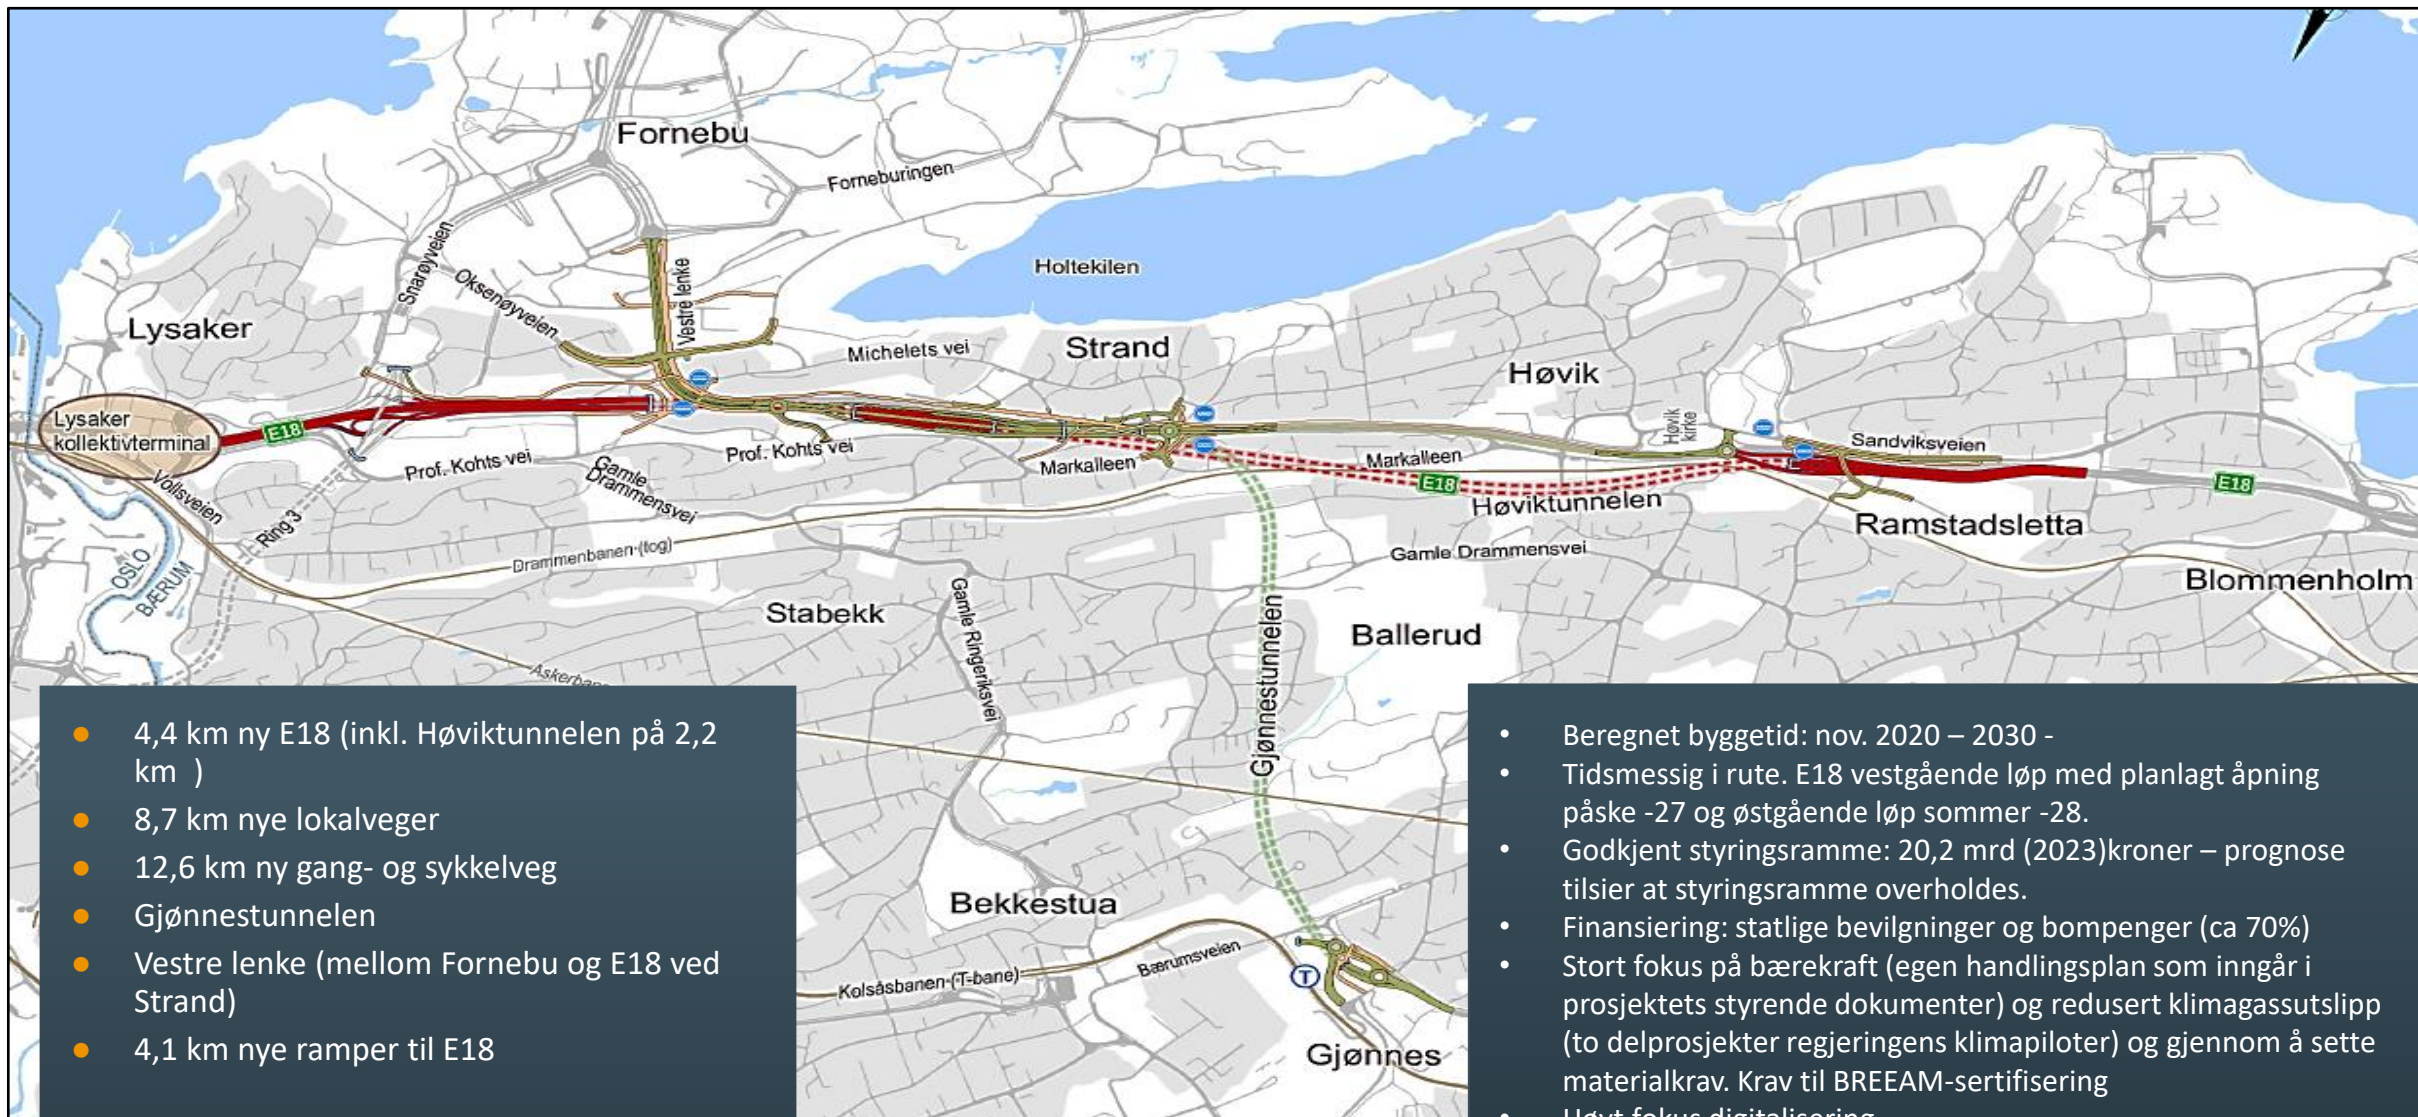 Fornebu
Forneburingen
Snarøyveien
Oksenøyveien
Vestre lenke
Holtekilen
Lysaker
Michelets vei
Strand
Høvik
Høvik
kirke
Lysaker
kollektivterminal
E18
Prof. Kohts vei
Gamle
Drammensvei
Prof. Kohts vei
Markalleen
Markalleen
E18
Høviktunnelen
Sandviksveien
E18
Ramstadsletta
Vollsveien
Ring 3
OSLO
BÆRUM
Drammenbanen (tog)
Gamle Drammensvei
Blommenholm
Stabekk
Gamle Ringeriksvei
Gjønnestunnelen
Ballerud
Bekkestua
Kolsåsbanen (T-bane)
Bærumsveien
T
Gjønnes
● 4,4 km ny E18 (inkl. Høviktunnelen på 2,2
km )
● 8,7 km nye lokalveger
● 12,6 km ny gang- og sykkelveg
● Gjønnestunnelen
● Vestre lenke (mellom Fornebu og E18 ved
Strand)
● 4,1 km nye ramper til E18
• Beregnet byggetid: nov. 2020 – 2030 -
• Tidsmessig i rute. E18 vestgående løp med planlagt åpning
påske -27 og østgående løp sommer -28.
• Godkjent styringsramme: 20,2 mrd (2023)kroner – prognose
tilsier at styringsramme overholdes.
• Finansiering: statlige bevilgninger og bompenger (ca 70%)
• Stort fokus på bærekraft (egen handlingsplan som inngår i
prosjektets styrende dokumenter) og redusert klimagassutslipp
(to delprosjekter regjeringens klimapiloter) og gjennom å sette
materialkrav. Krav til BREEAM-sertifisering
• Høyt fokus digitalisering